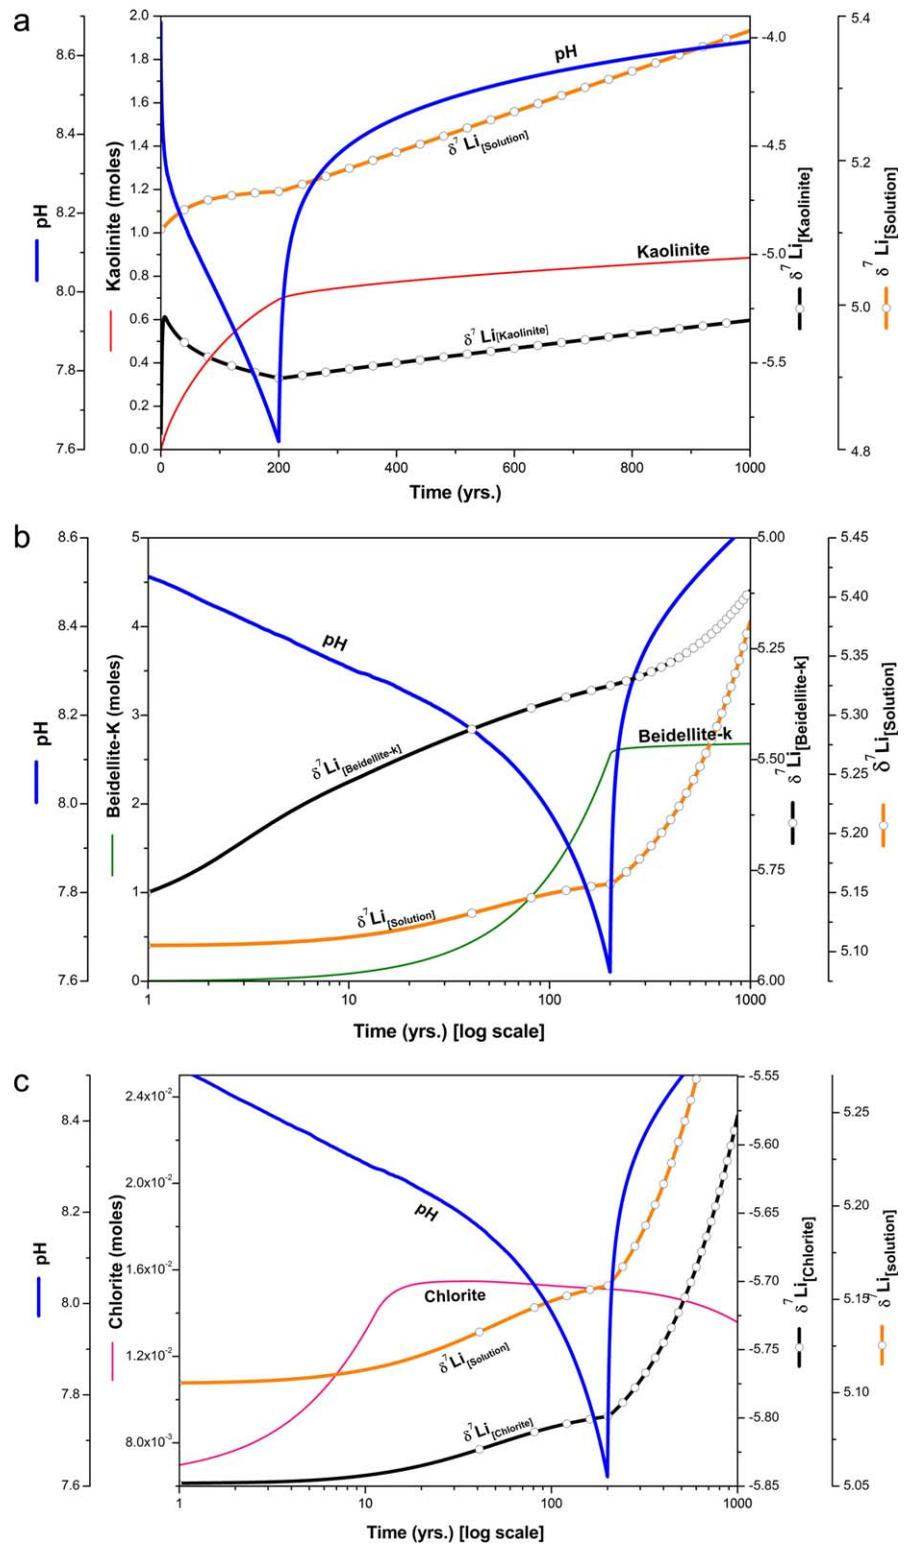 a
8.6
8.4
8.2
8.0
7.8
7.6
pH
2.0
1.8
1.6
1.4
1.2
1.0
0.8
0.6
0.4
0.2
0.0
Kaolinite (moles)
pH
δ⁷ Li[Solution]
Kaolinite
δ⁷ Li[Kaolinite]
-4.0
-4.5
-5.0
-5.5
δ⁷ Li[Kaolinite]
5.4
5.2
5.0
4.8
δ⁷ Li[Solution]
0 200 400 600 800 1000
Time (yrs.)
b
8.6
8.4
8.2
8.0
7.8
7.6
pH
5
4
3
2
1
0
Beidellite-K (moles)
pH
δ⁷Li[Beidellite-k]
Beidellite-k
δ⁷Li[Solution]
-5.00
-5.25
-5.50
-5.75
-6.00
⁷Li[Beidellite-k]
5.45
5.40
5.35
5.30
5.25
5.20
5.15
5.10
δ⁷Li[Solution]
1 10 100 1000
Time (yrs.) [log scale]
c
8.4
8.2
8.0
7.8
7.6
pH
2.4x10⁻²
2.0x10⁻²
1.6x10⁻²
1.2x10⁻²
8.0x10⁻³
Chlorite (moles)
pH
Chlorite
δ⁷Li[Solution]
δ⁷Li[Chlorite]
-5.55
-5.60
-5.65
-5.70
-5.75
-5.80
-5.85
δ⁷Li[Chlorite]
5.25
5.20
5.15
5.10
5.05
δ⁷Li[solution]
1 10 100 1000
Time (yrs.) [log scale]